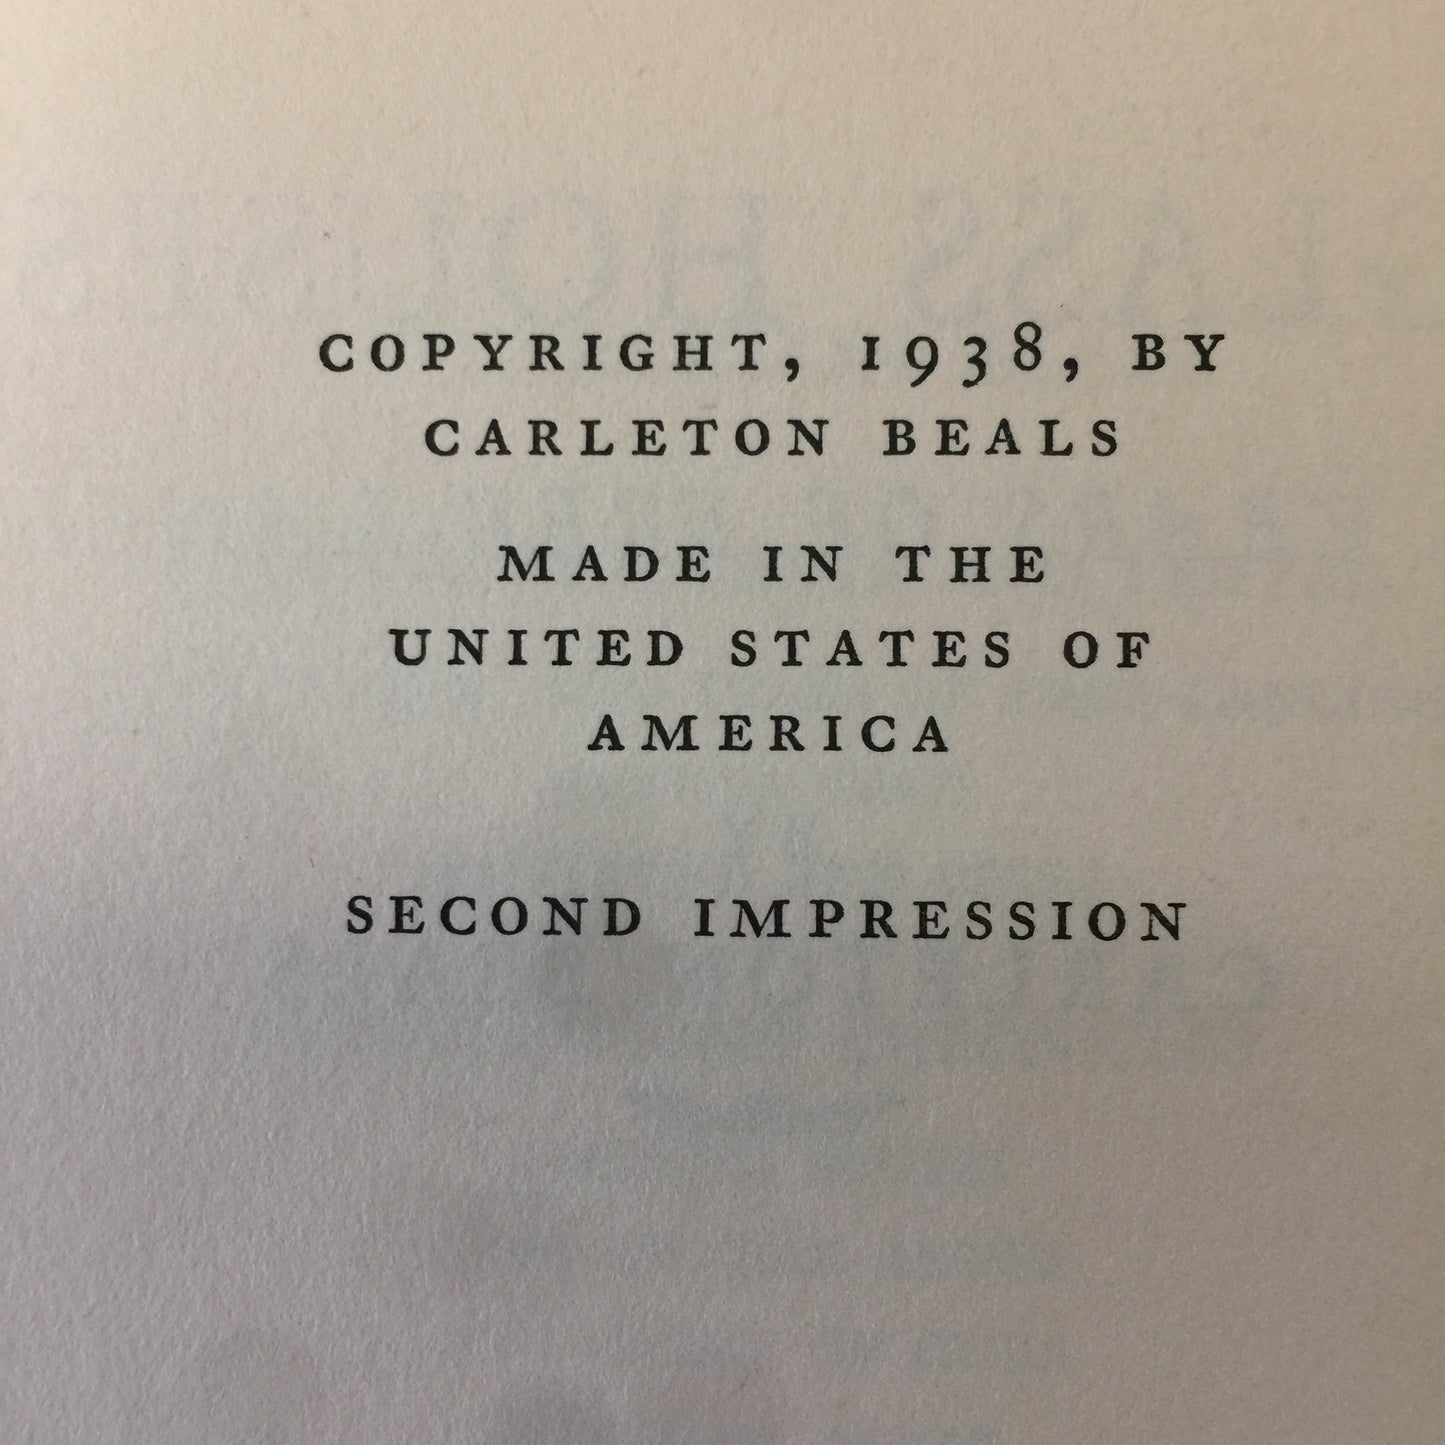 COPYRIGHT, 1938, BY
CARLETON BEALS
MADE IN THE
UNITED STATES OF
AMERICA
SECOND IMPRESSION